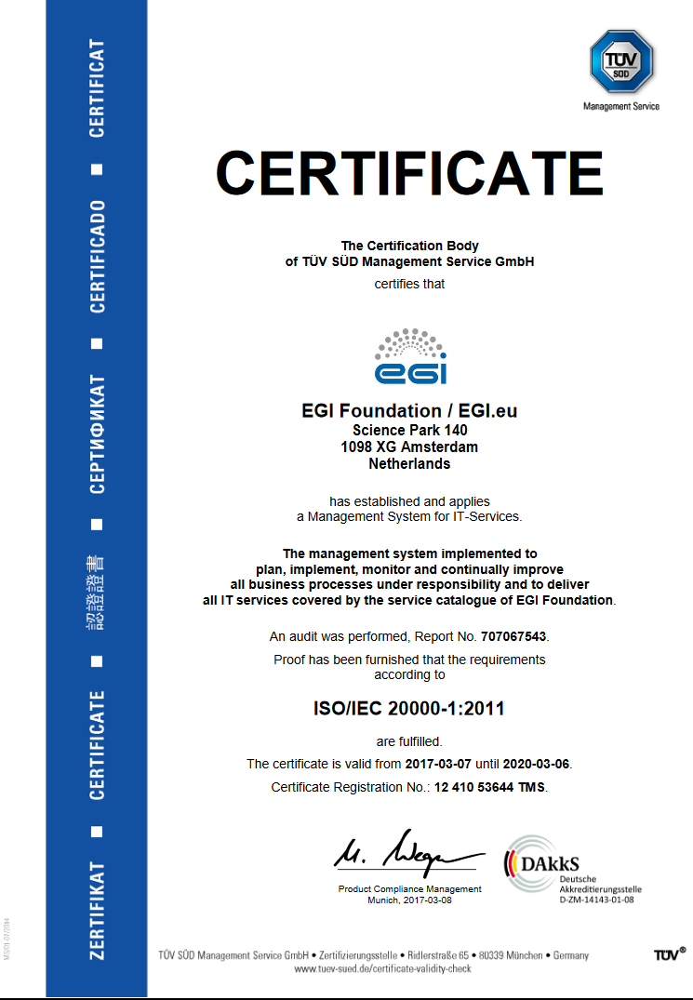 CERTIFICAT
CERTIFICADO
СЕРТИФИКАТ
認證證書
CERTIFICATE
ZERTIFIKAT
MS/01-07/2014
TÜV
SÜD
Management Service
CERTIFICATE
The Certification Body
of TÜV SÜD Management Service GmbH
certifies that
egi
EGI Foundation / EGI.eu
Science Park 140
1098 XG Amsterdam
Netherlands
has established and applies
a Management System for IT-Services.
The management system implemented to
plan, implement, monitor and continually improve
all business processes under responsibility and to deliver
all IT services covered by the service catalogue of EGI Foundation.
An audit was performed, Report No. 707067543.
Proof has been furnished that the requirements
according to
ISO/IEC 20000-1:2011
are fulfilled.
The certificate is valid from 2017-03-07 until 2020-03-06.
Certificate Registration No.: 12 410 53644 TMS.
Product Compliance Management
Munich, 2017-03-08
DAkkS
Deutsche
Akkreditierungsstelle
D-ZM-14143-01-08
TÜV SÜD Management Service GmbH • Zertifizierungsstelle • Ridlerstraße 65 • 80339 München • Germany
www.tuev-sued.de/certificate-validity-check
TÜV®